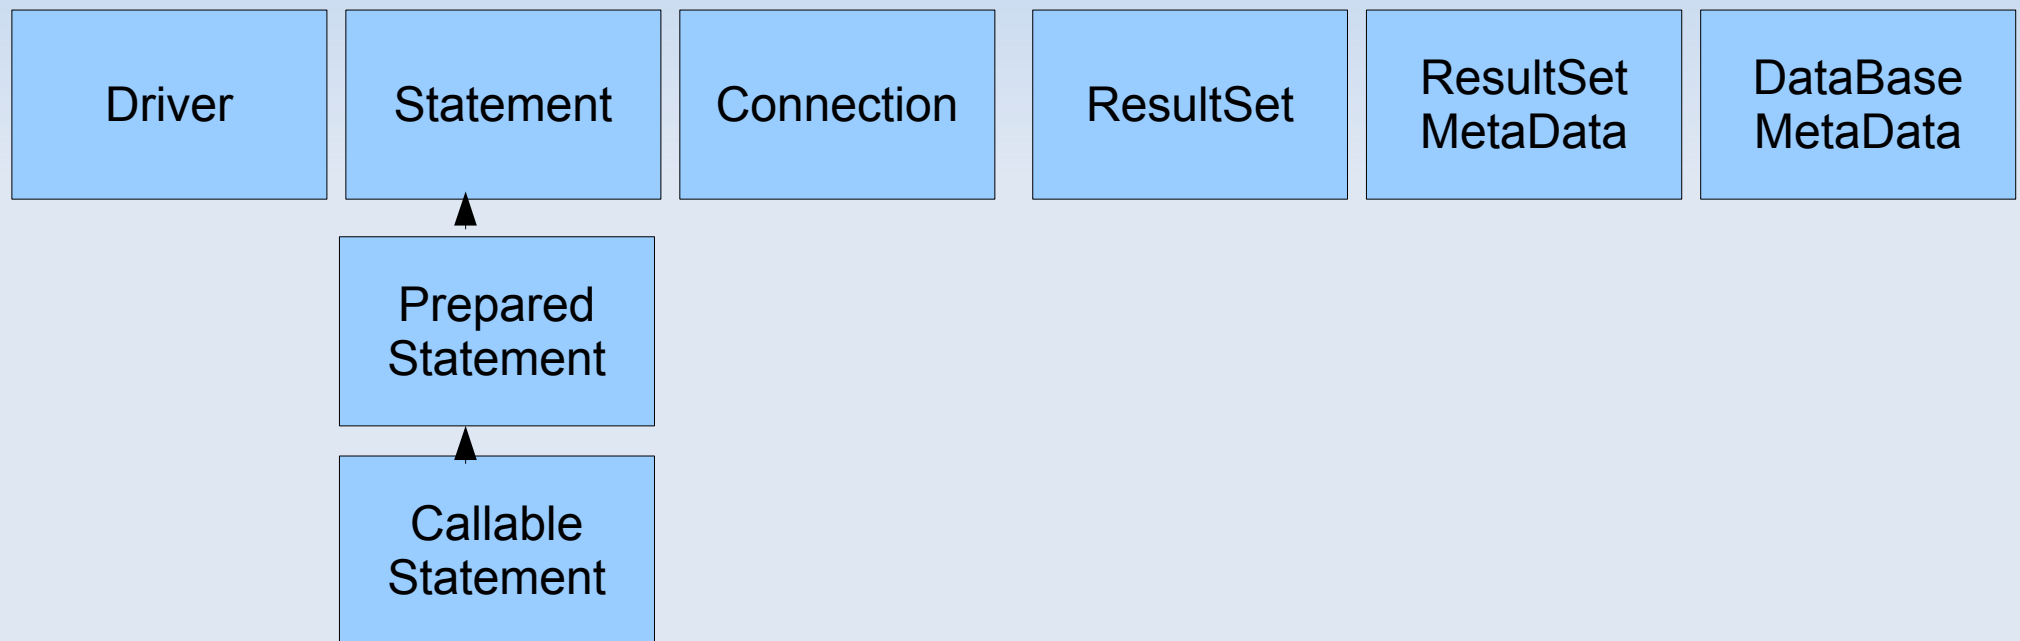 Driver
Statement
Connection
ResultSet
ResultSet
MetaData
DataBase
MetaData
Prepared
Statement
Callable
Statement